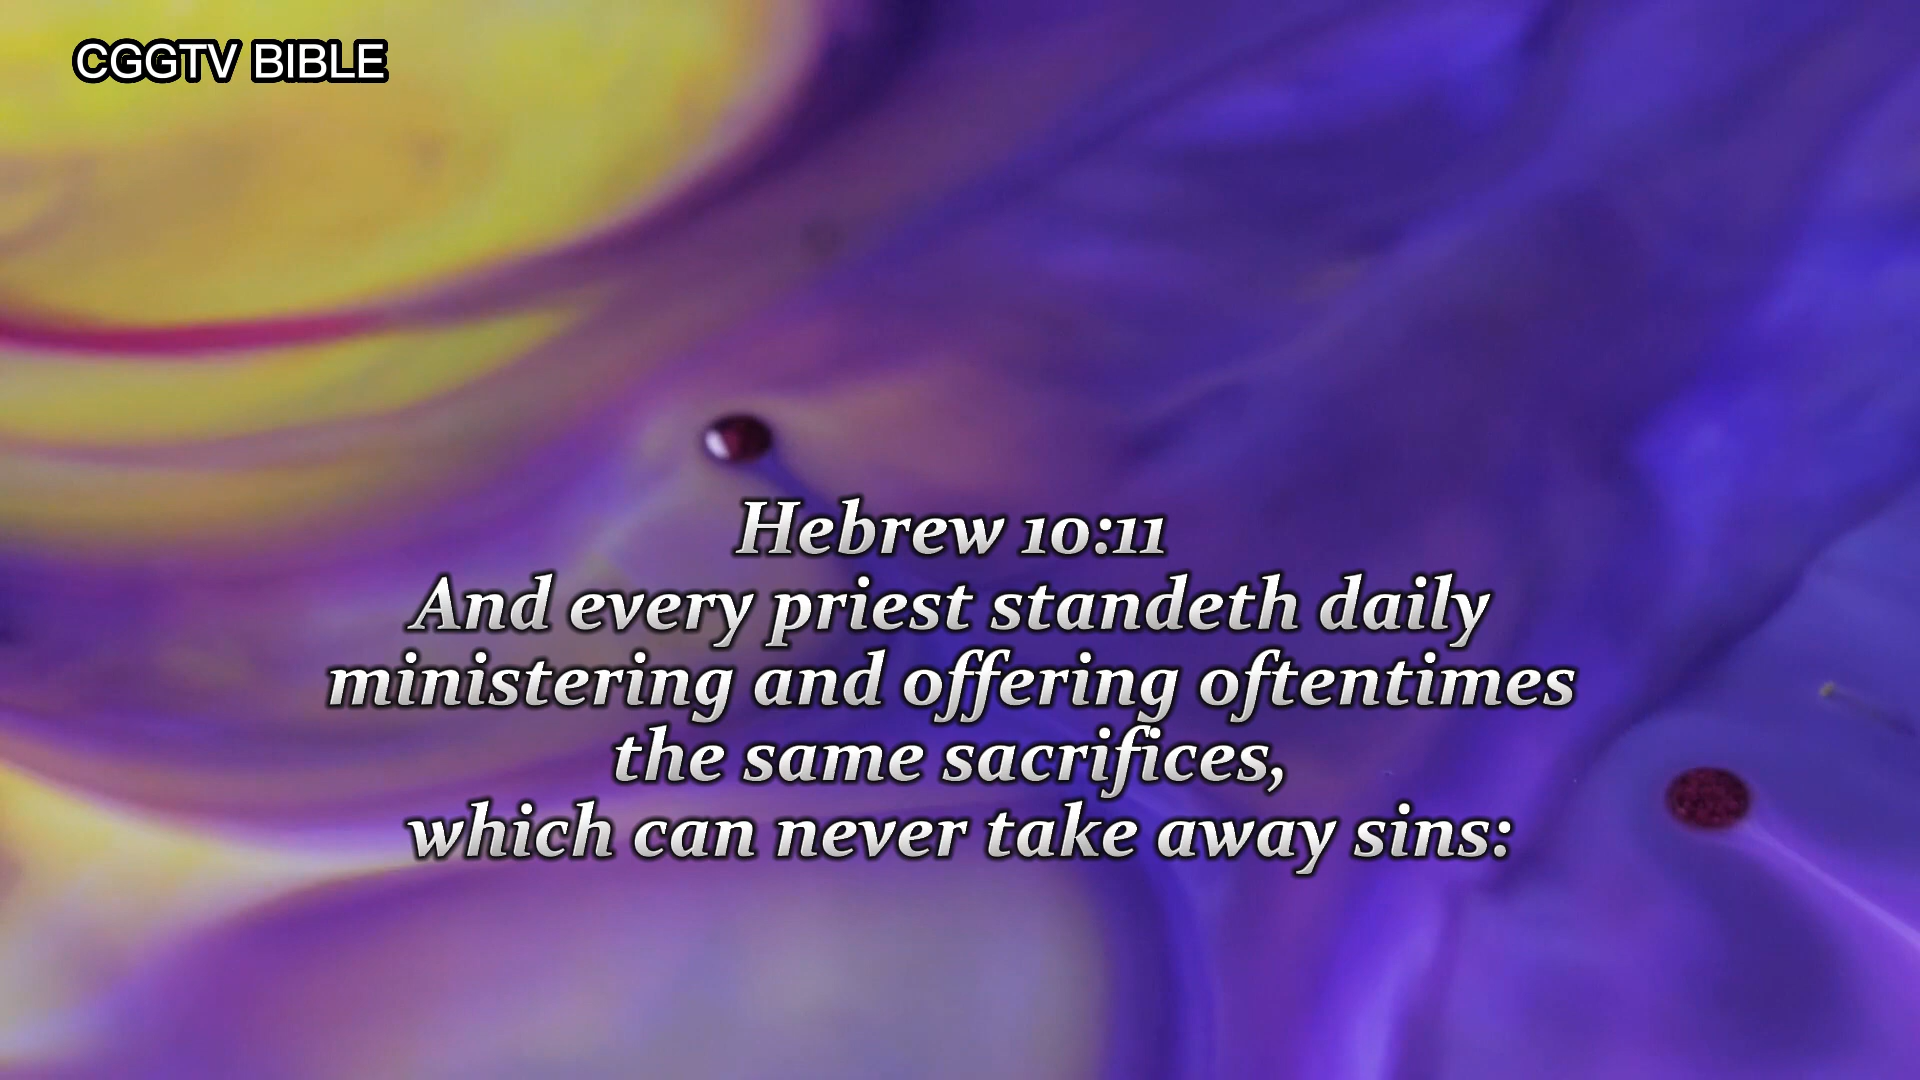 CGGTV BIBLE
Hebrew 10:11
And every priest standeth daily
ministering and offering oftentimes
the same sacrifices,
which can never take away sins: